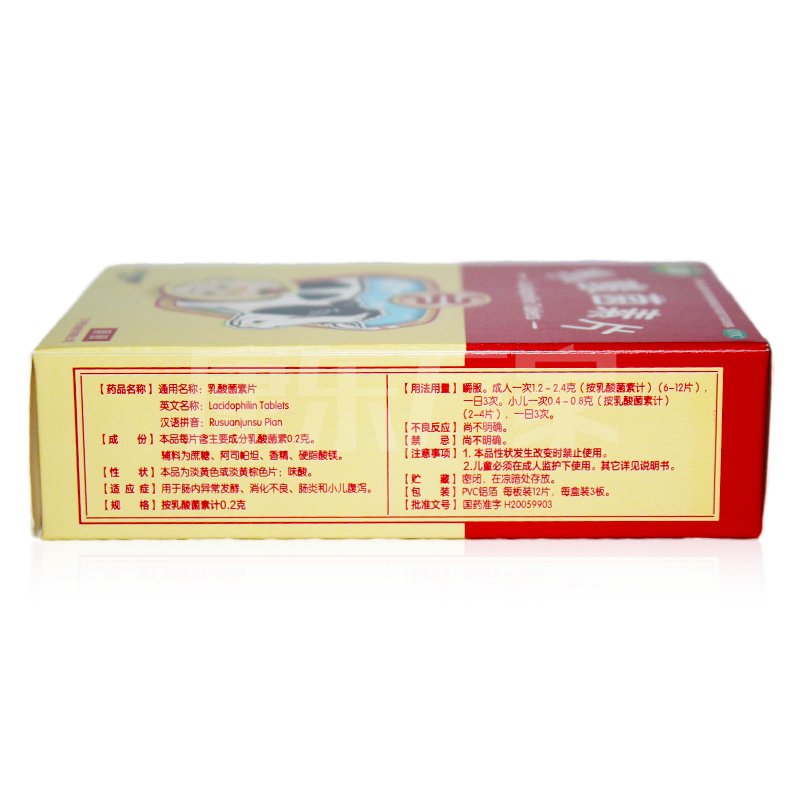 乳酸菌素片
【药品名称】通用名称：乳酸菌素片
英文名称：Lacidophilin Tablets
汉语拼音：Rusuanjunsu Pian
【成 份】本品每片含主要成分乳酸菌素0.2克。
辅料为蔗糖、阿司帕坦、香精、硬脂酸镁。
【性 状】本品为淡黄色或淡黄棕色片；味酸。
【适 应 症】用于肠内异常发酵、消化不良、肠炎和小儿腹泻。
【规 格】按乳酸菌素计0.2克
【用法用量】嚼服。成人一次1.2~2.4克（按乳酸菌素计）(6-12片)，
一日3次。小儿一次0.4~0.8克（按乳酸菌素计）
(2-4片)，一日3次。
【不良反应】尚不明确。
【禁 忌】尚不明确。
【注意事项】1.本品性状发生改变时禁止使用。
2.儿童必须在成人监护下使用。其它详见说明书。
【贮 藏】密闭，在凉暗处存放。
【包 装】PVC铝箔 每板装12片，每盒装3板。
【批准文号】国药准字 H20059903